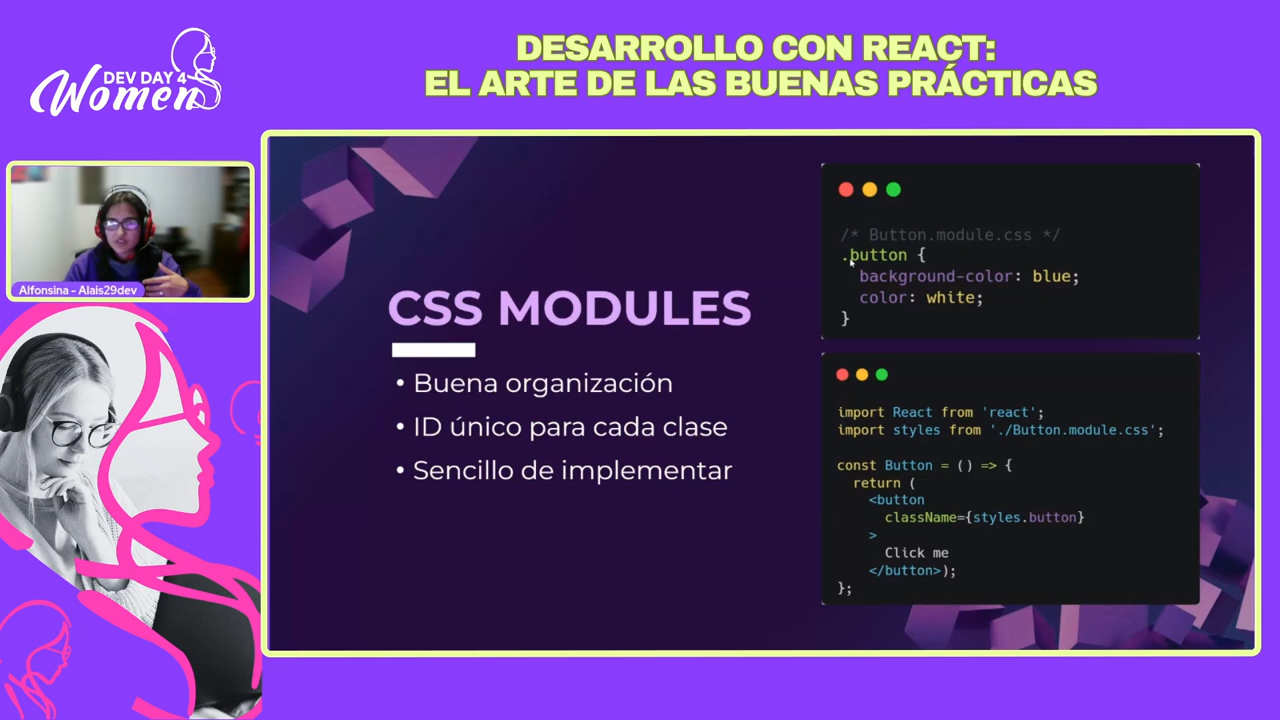 DEV DAY 4
Women
DESARROLLO CON REACT:
EL ARTE DE LAS BUENAS PRÁCTICAS
Alfonsina - Alais29dev
CSS MODULES
• Buena organización
• ID único para cada clase
• Sencillo de implementar
/* Button.module.css */
.button {
  background-color: blue;
  color: white;
}
import React from 'react';
import styles from './Button.module.css';
const Button = () => {
  return (
    <button
      className={styles.button}
    >
      Click me
    </button>);
};